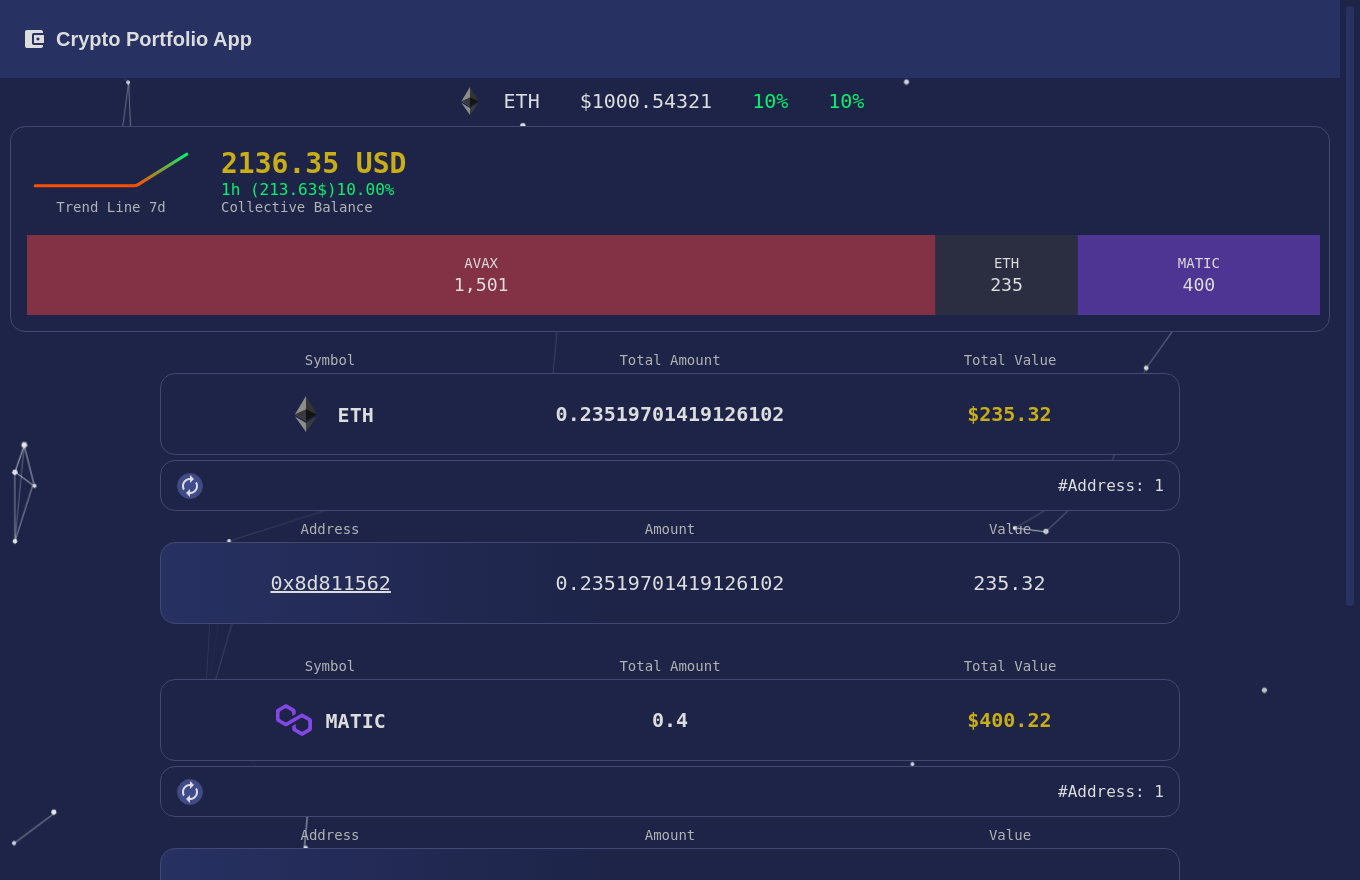 Crypto Portfolio App
ETH $1000.54321 10% 10%
2136.35 USD
1h (213.63$)10.00%
Trend Line 7d Collective Balance
AVAX ETH MATIC
1,501 235 400
Symbol Total Amount Total Value
ETH 0.23519701419126102 $235.32
#Address: 1
Address Amount Value
0x8d811562 0.23519701419126102 235.32
Symbol Total Amount Total Value
MATIC 0.4 $400.22
#Address: 1
Address Amount Value